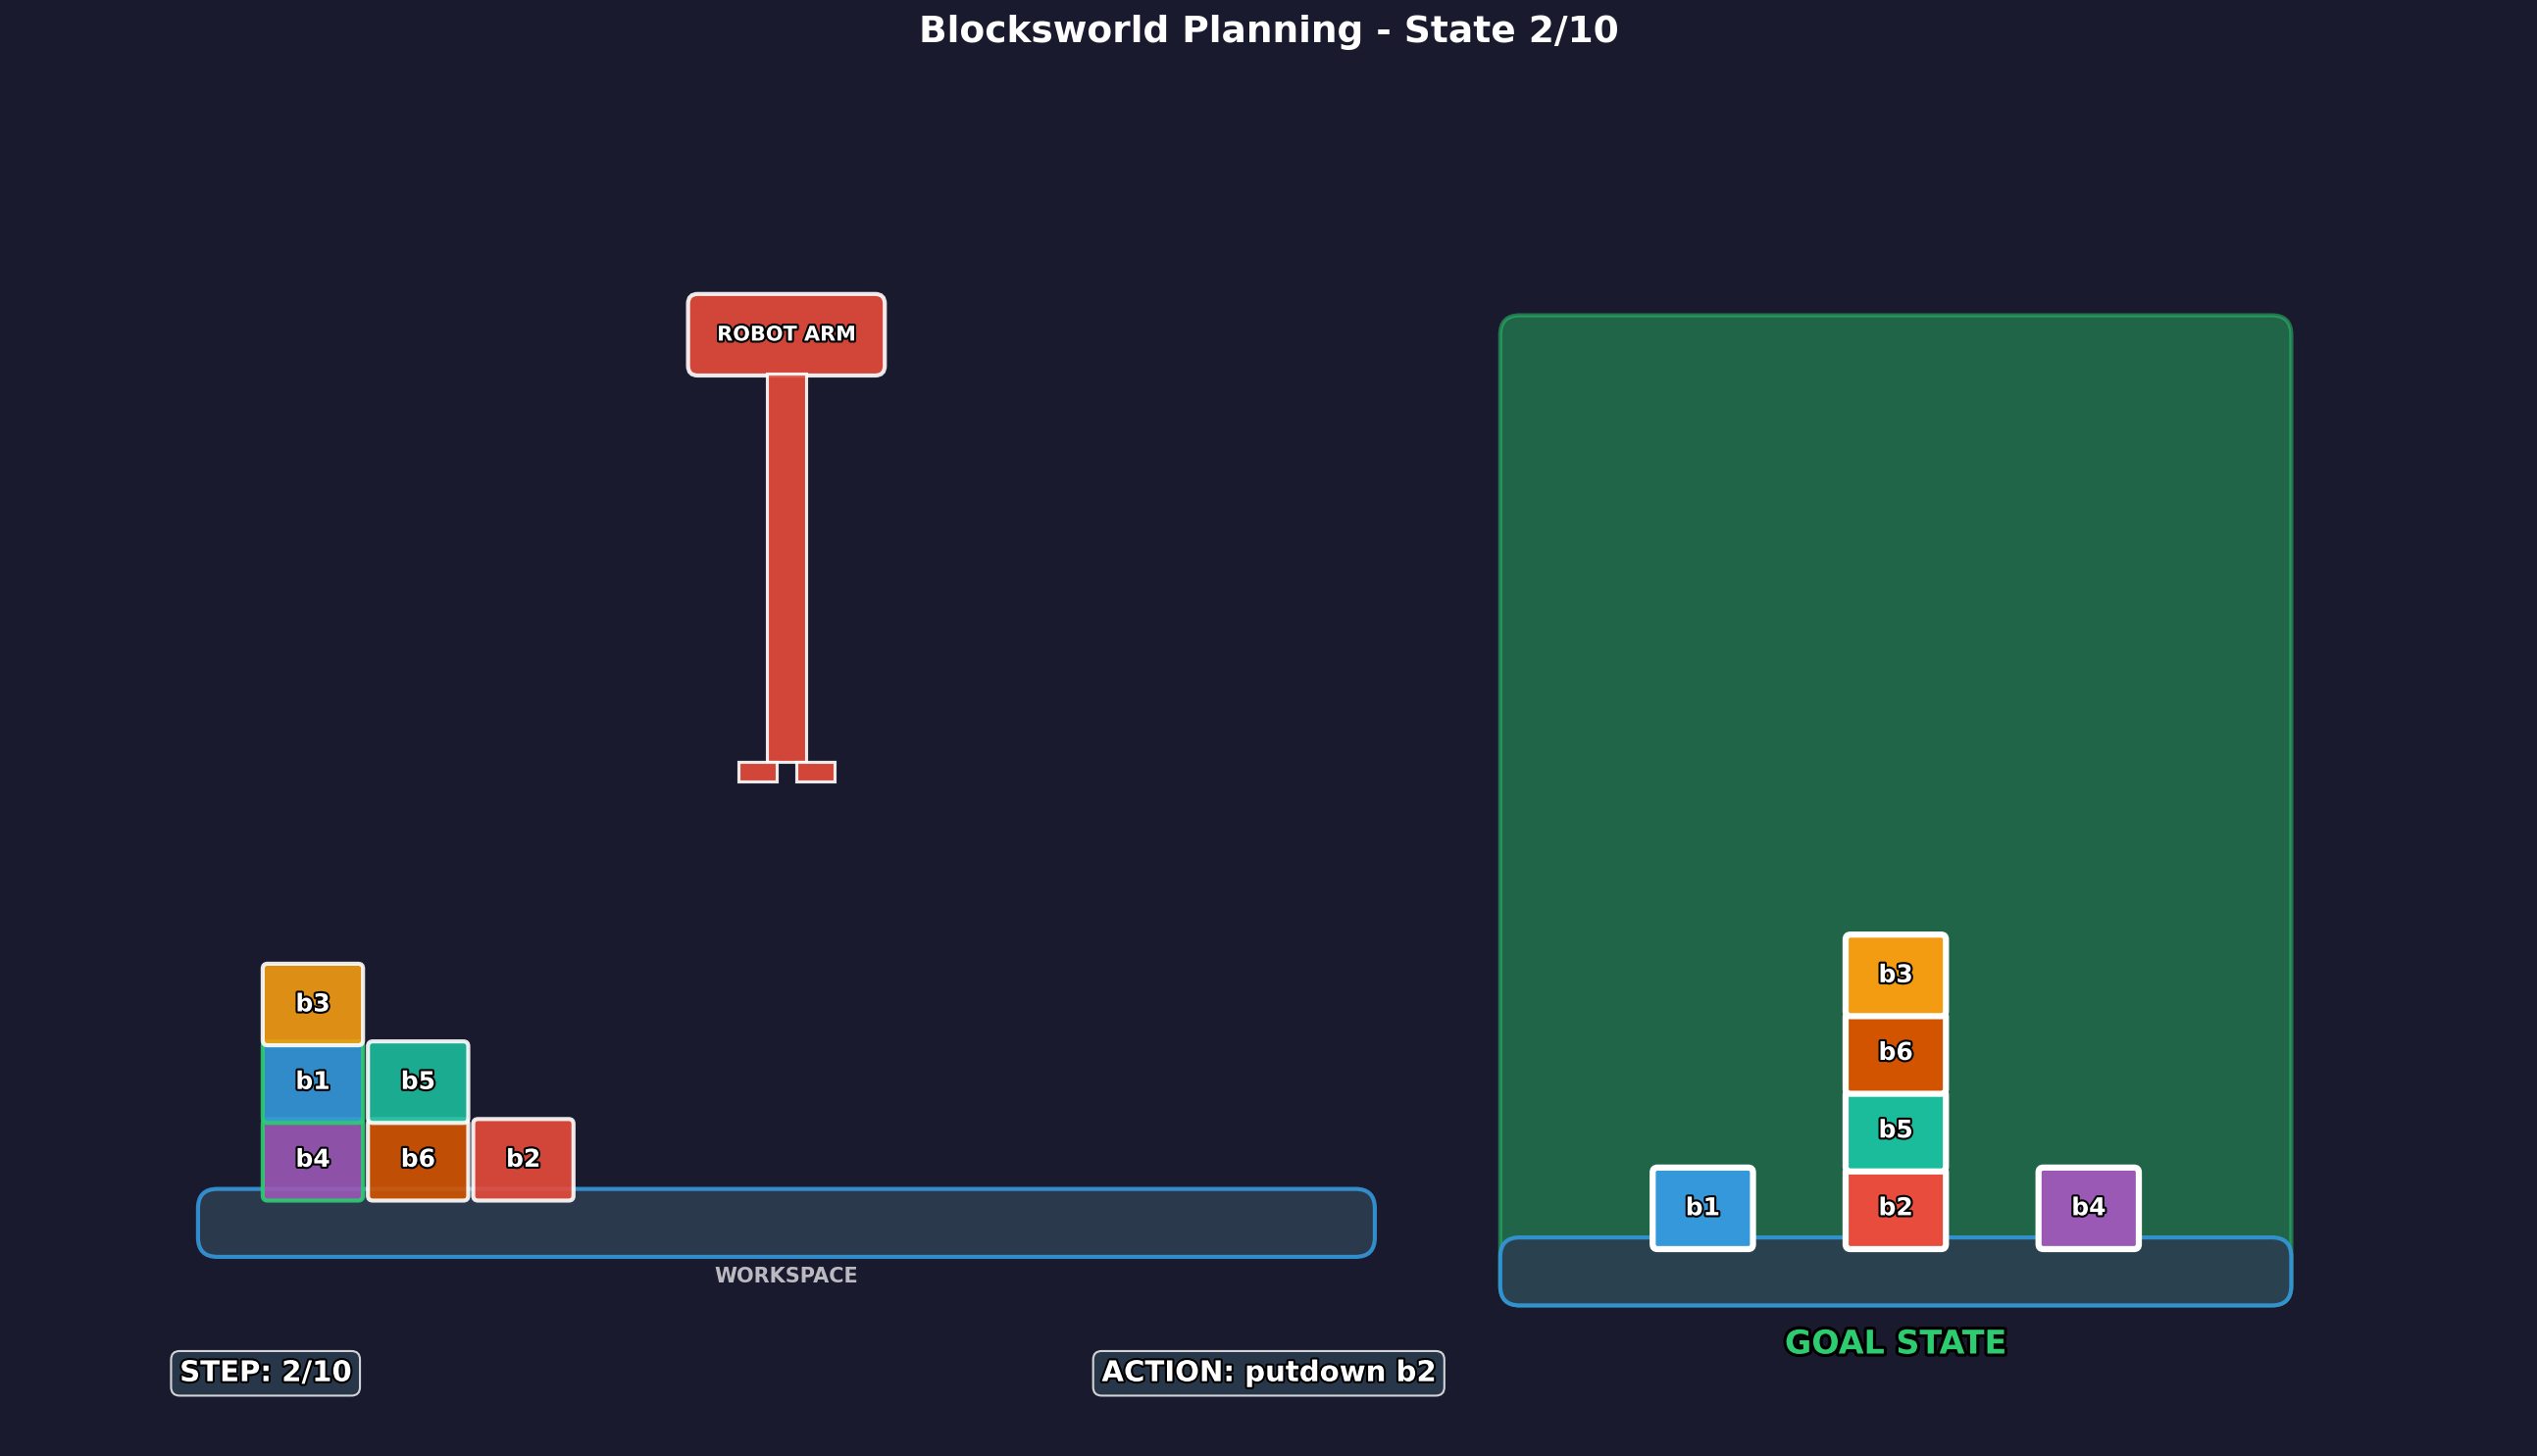 Blocksworld Planning - State 2/10
ROBOT ARM
b3
b1
b5
b4
b6
b2
WORKSPACE
b3
b6
b5
b1
b2
b4
GOAL STATE
STEP: 2/10
ACTION: putdown b2